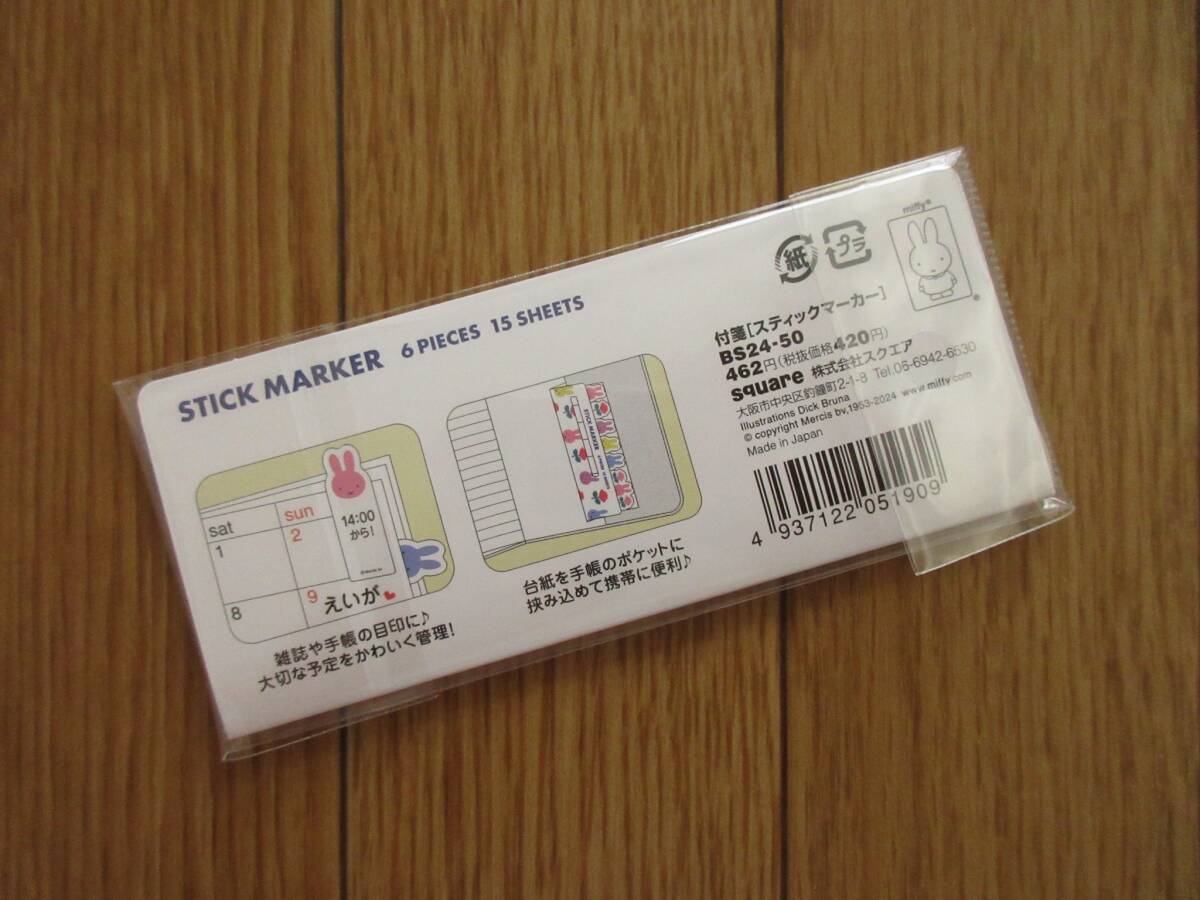 STICK MARKER 6 PIECES 15 SHEETS
sat
sun
1
2
14:00
から!
8
9
えいが
雑誌や手帳の目印に♪
大切な予定をかわいく管理!
STICK MARKER
台紙を手帳のポケットに
挟み込めて携帯に便利♪
紙
プラ
miffy®
®
付箋[スティックマーカー]
BS24-50
462円(税抜価格420円)
square 株式会社スクエア
大阪市中央区釣鐘町2-1-8 Tel.06-6942-6530
Illustrations Dick Bruna
© copyright Mercis bv,1953-2024 www.miffy.com
Made in Japan
4 937122 051909